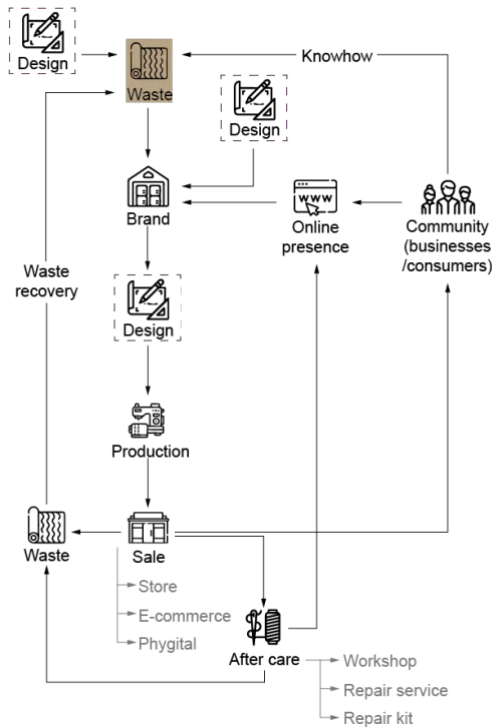 Design
Knowhow
Waste
Design
Brand
Online
presence
Community
(businesses
/consumers)
Waste
recovery
Design
Production
Waste
Sale
Store
E-commerce
Phygital
After care
Workshop
Repair service
Repair kit
WWW